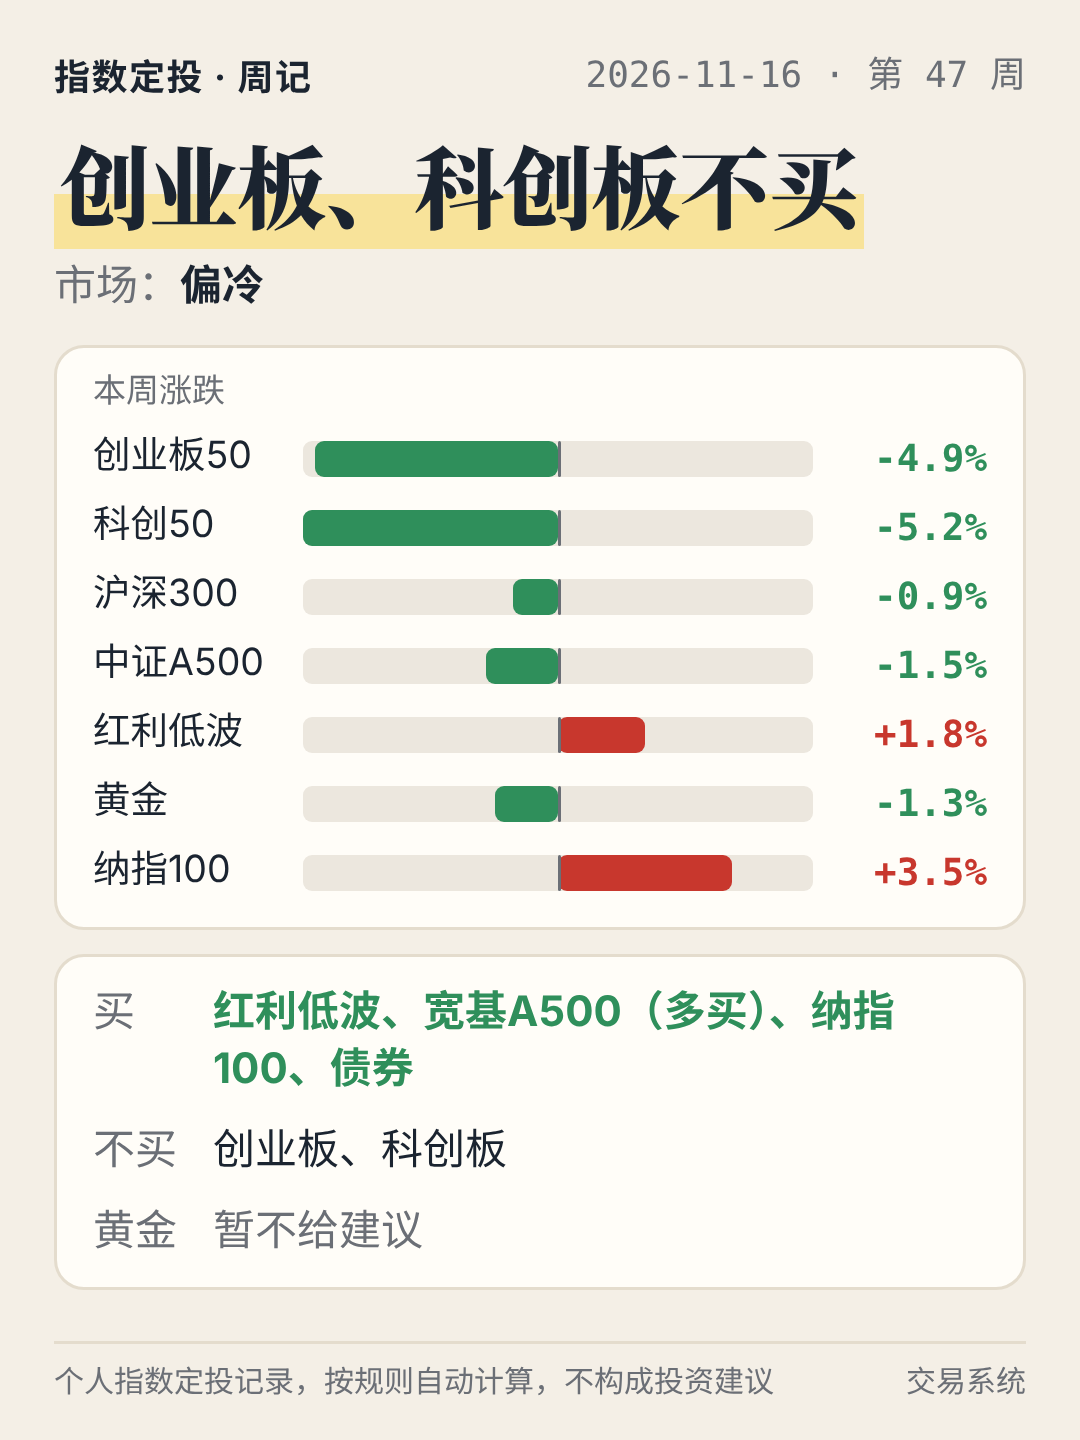 指数定投 · 周记
2026-11-16 · 第 47 周
创业板、科创板不买
市场：偏冷
本周涨跌
创业板50 -4.9%
科创50 -5.2%
沪深300 -0.9%
中证A500 -1.5%
红利低波 +1.8%
黄金 -1.3%
纳指100 +3.5%
买 红利低波、宽基A500（多买）、纳指
100、债券
不买 创业板、科创板
黄金 暂不给建议
个人指数定投记录，按规则自动计算，不构成投资建议 交易系统